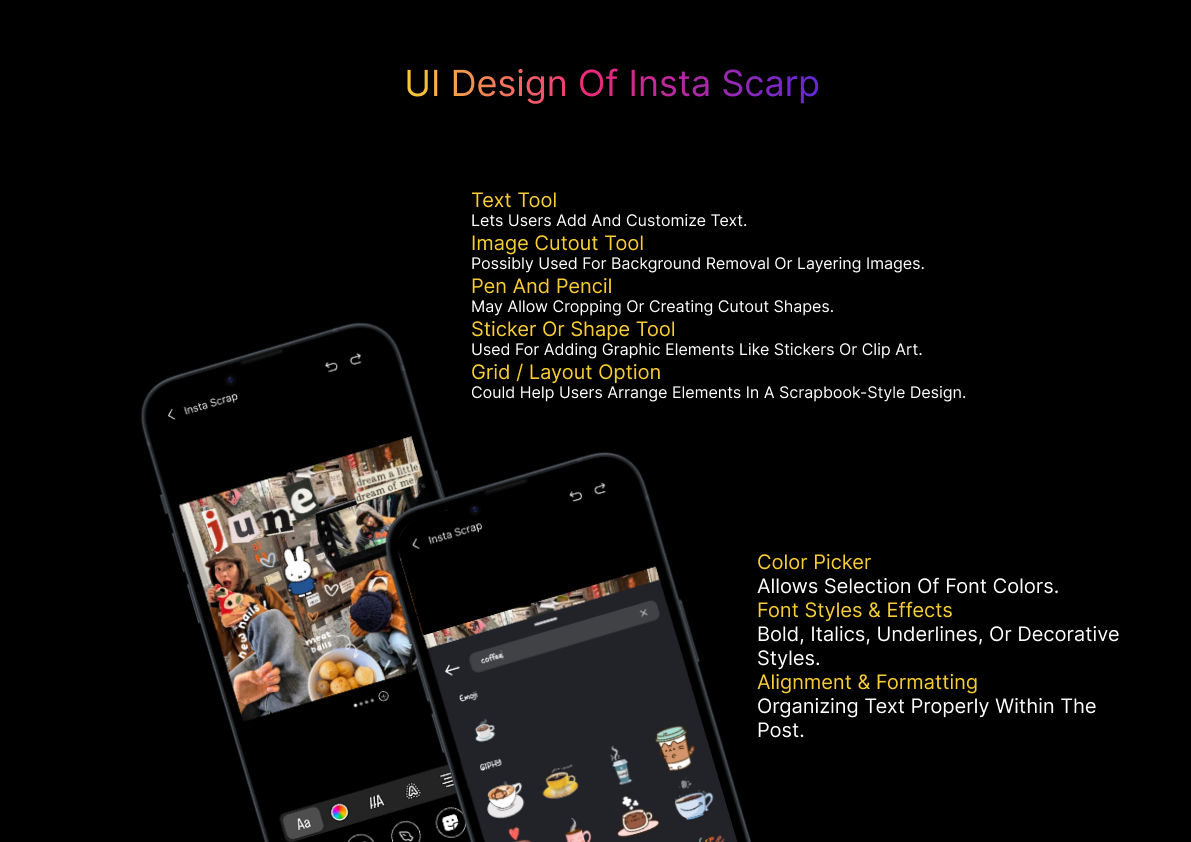 UI Design Of Insta Scarp
Text Tool
Lets Users Add And Customize Text.
Image Cutout Tool
Possibly Used For Background Removal Or Layering Images.
Pen And Pencil
May Allow Cropping Or Creating Cutout Shapes.
Sticker Or Shape Tool
Used For Adding Graphic Elements Like Stickers Or Clip Art.
Grid / Layout Option
Could Help Users Arrange Elements In A Scrapbook-Style Design.
Insta Scrap
june
dream a little
dream of me
new nails!
meat
balls
Aa
Insta Scrap
coffee
Emoji
GIPHY
Color Picker
Allows Selection Of Font Colors.
Font Styles & Effects
Bold, Italics, Underlines, Or Decorative
Styles.
Alignment & Formatting
Organizing Text Properly Within The
Post.